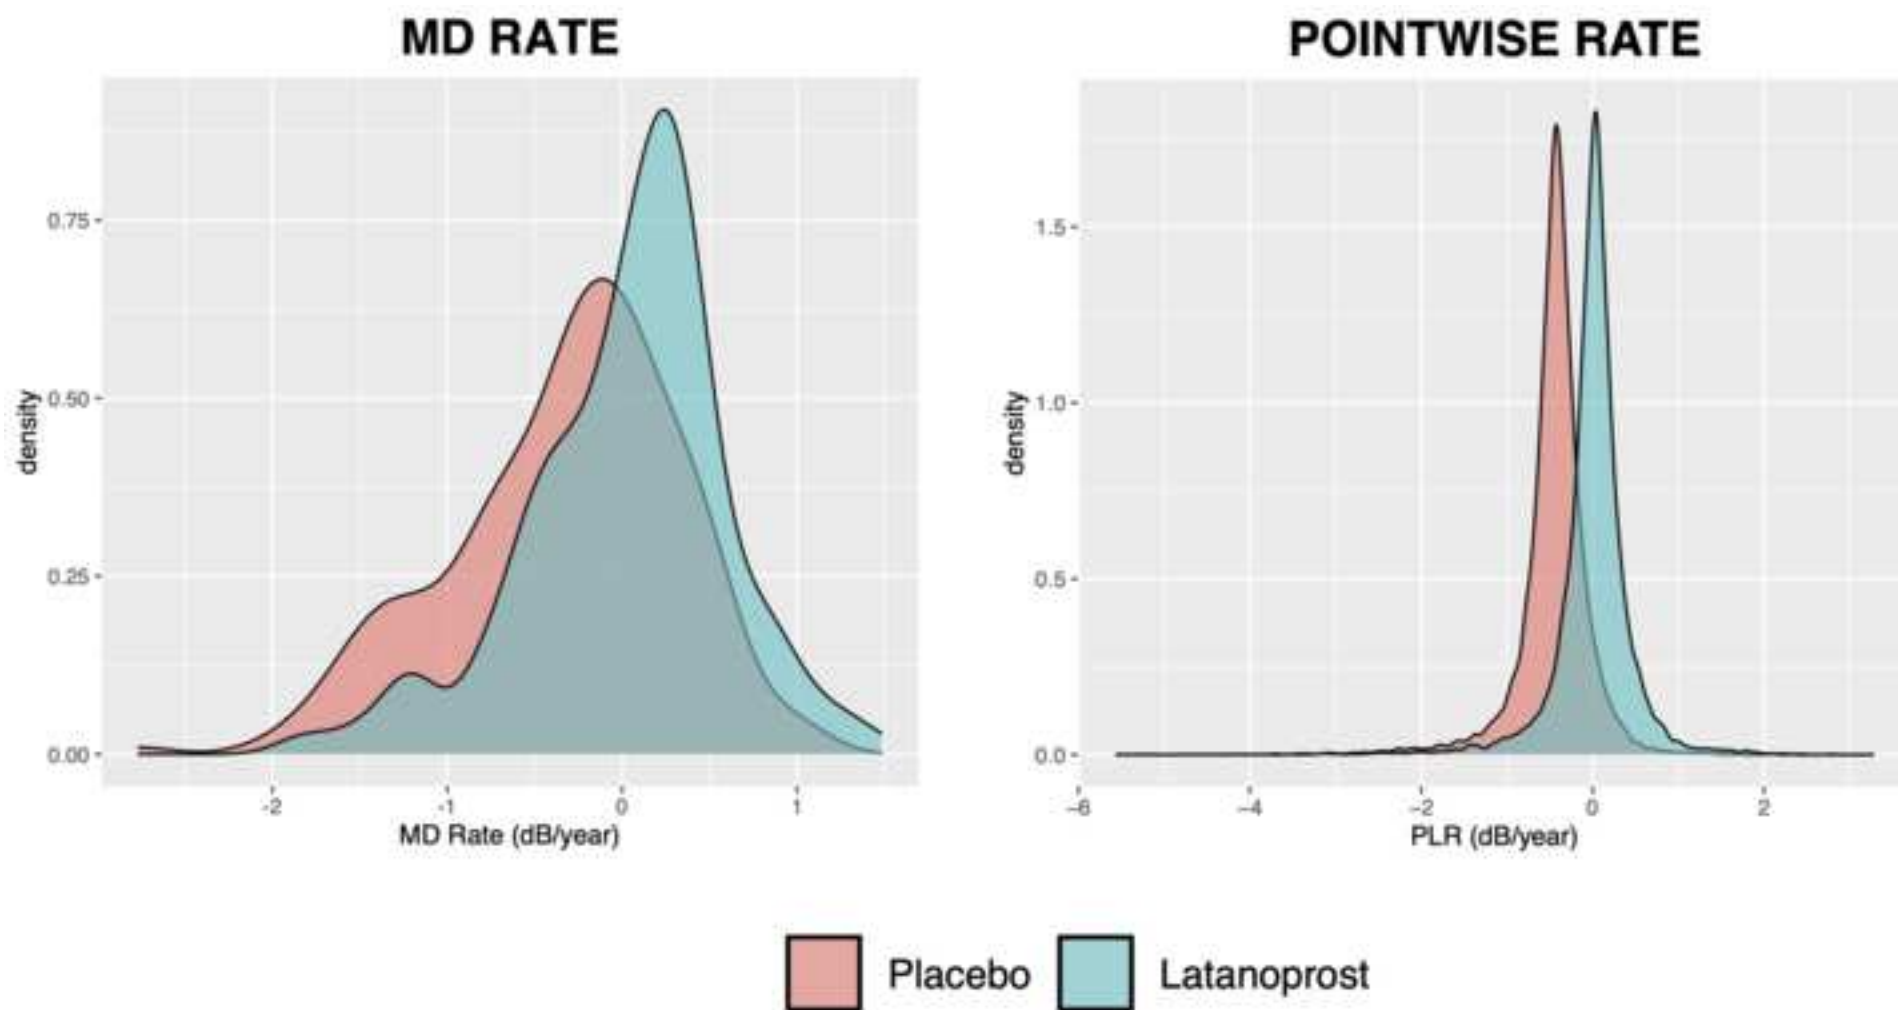 MD RATE
0.75
0.50
0.25
0.00
density
-2 -1 0 1
MD Rate (dB/year)
POINTWISE RATE
1.5
1.0
0.5
0.0
density
−6 −4 −2 0 2
PLR (dB/year)
Placebo Latanoprost